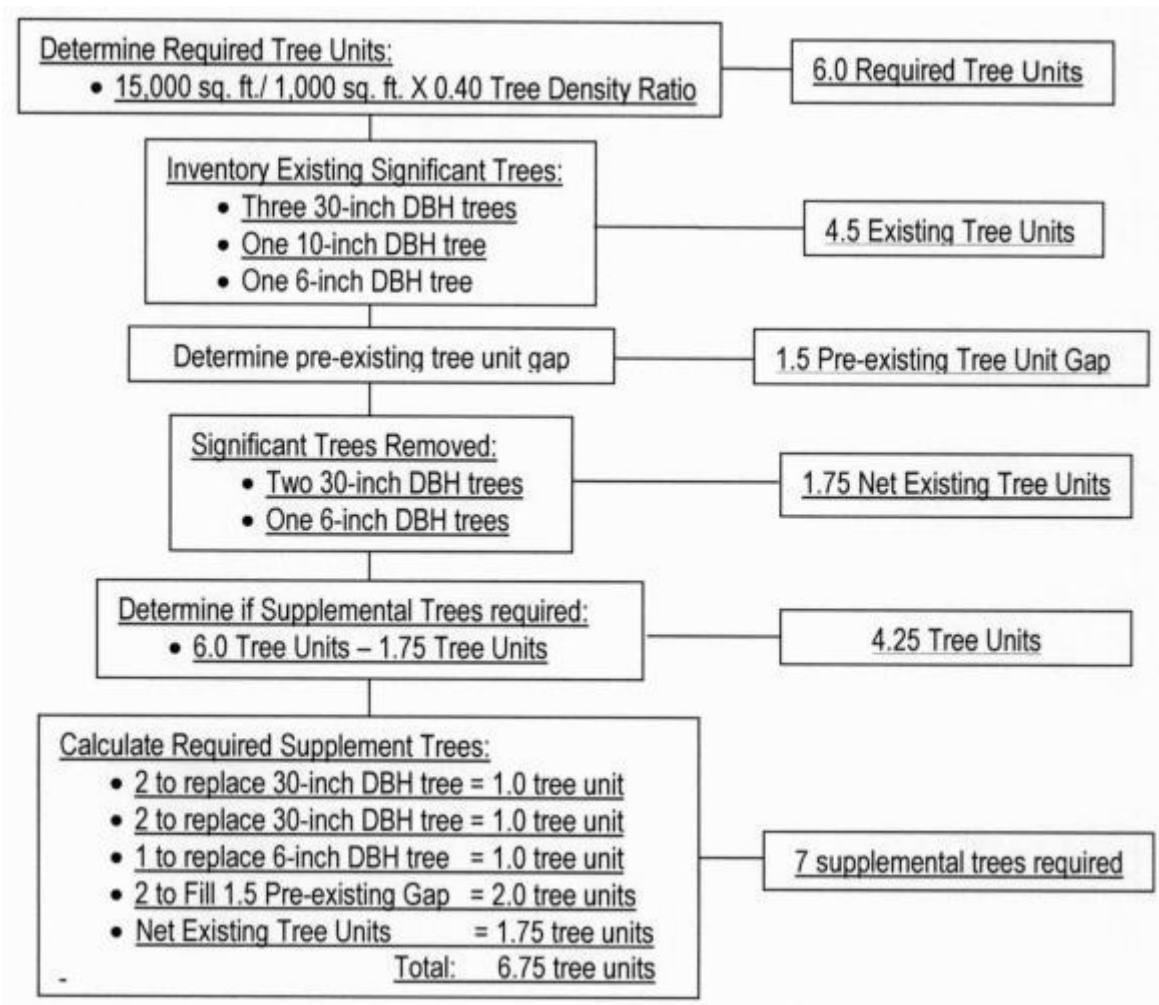 Determine Required Tree Units:
• 15,000 sq. ft./ 1,000 sq. ft. X 0.40 Tree Density Ratio
6.0 Required Tree Units
Inventory Existing Significant Trees:
• Three 30-inch DBH trees
• One 10-inch DBH tree
• One 6-inch DBH tree
4.5 Existing Tree Units
Determine pre-existing tree unit gap
1.5 Pre-existing Tree Unit Gap
Significant Trees Removed:
• Two 30-inch DBH trees
• One 6-inch DBH trees
1.75 Net Existing Tree Units
Determine if Supplemental Trees required:
• 6.0 Tree Units – 1.75 Tree Units
4.25 Tree Units
Calculate Required Supplement Trees:
• 2 to replace 30-inch DBH tree = 1.0 tree unit
• 2 to replace 30-inch DBH tree = 1.0 tree unit
• 1 to replace 6-inch DBH tree = 1.0 tree unit
• 2 to Fill 1.5 Pre-existing Gap = 2.0 tree units
• Net Existing Tree Units = 1.75 tree units
Total: 6.75 tree units
-
7 supplemental trees required